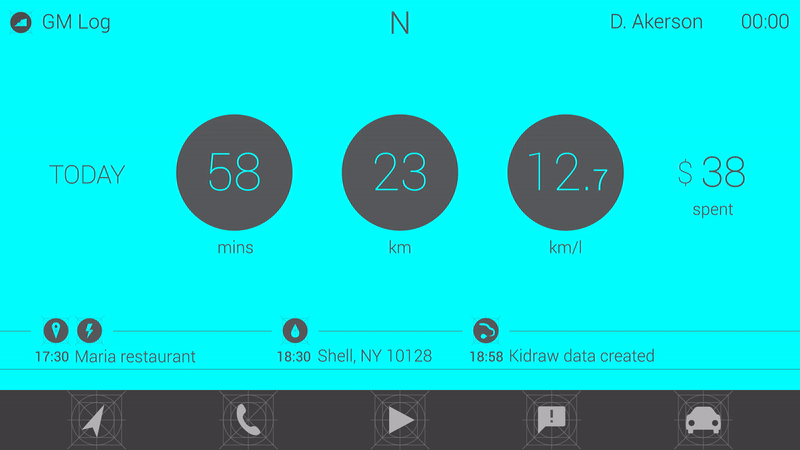 GM Log
N
D. Akerson 00:00
TODAY
58
mins
23
km
12.7
km/l
$ 38
spent
17:30 Maria restaurant
18:30 Shell, NY 10128
18:58 Kidraw data created